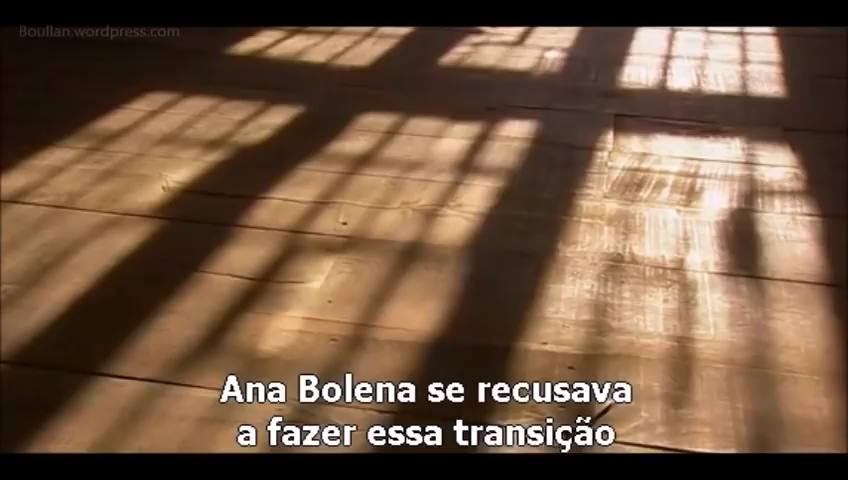 Boullan.wordpress.com
Ana Bolena se recusava
a fazer essa transição